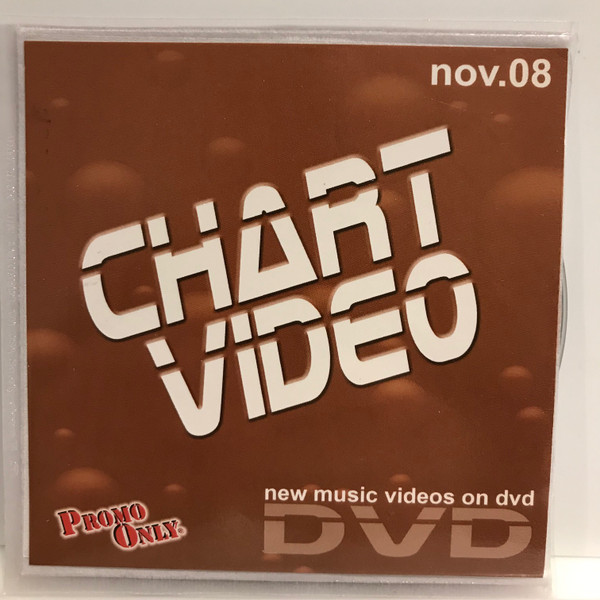 nov.08
CHART
VIDEO
new music videos on dvd
DVD
PROMO
ONLY